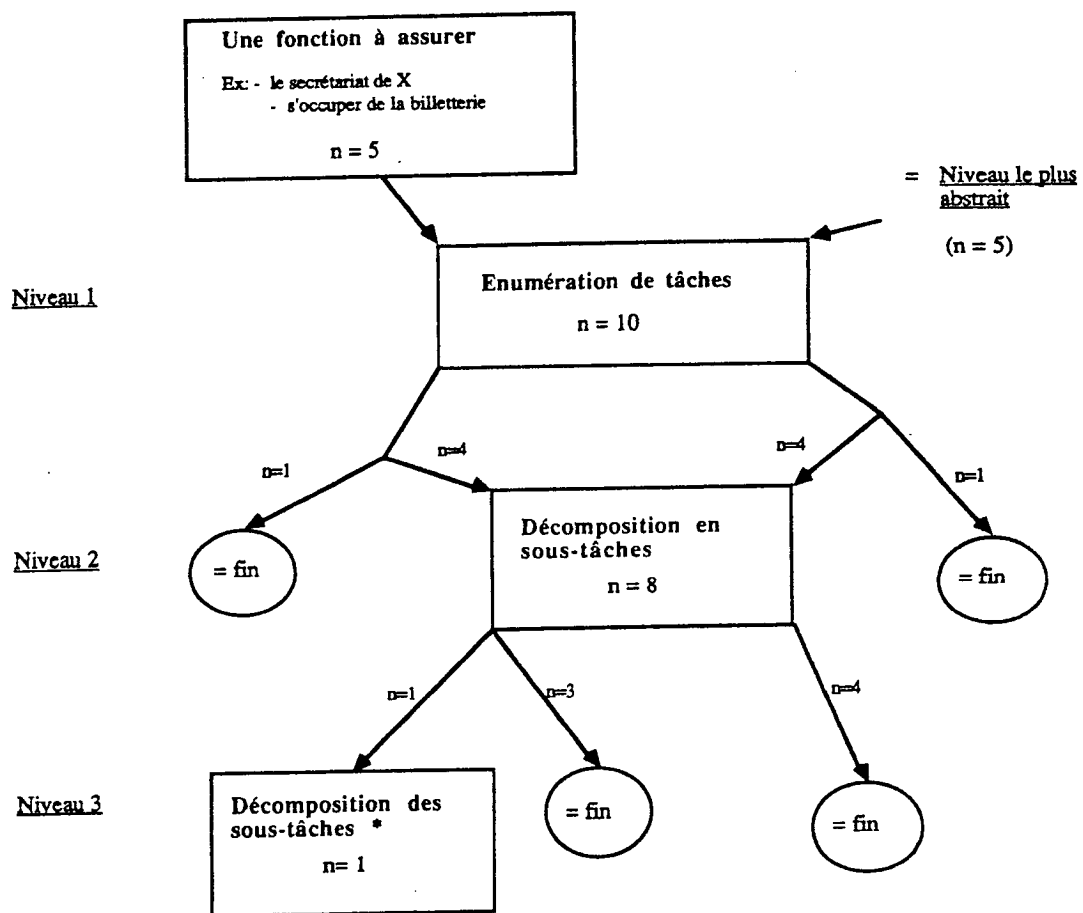 Une fonction à assurer
Ex: - le secrétariat de X
- s'occuper de la billetterie
n = 5
= Niveau le plus
abstrait
(n = 5)
Niveau 1
Enumération de tâches
n = 10
n=1
n=4
n=4
n=1
Niveau 2
= fin
Décomposition en
sous-tâches
n = 8
= fin
n=1
n=3
n=4
Niveau 3
Décomposition des
sous-tâches *
n= 1
= fin
= fin